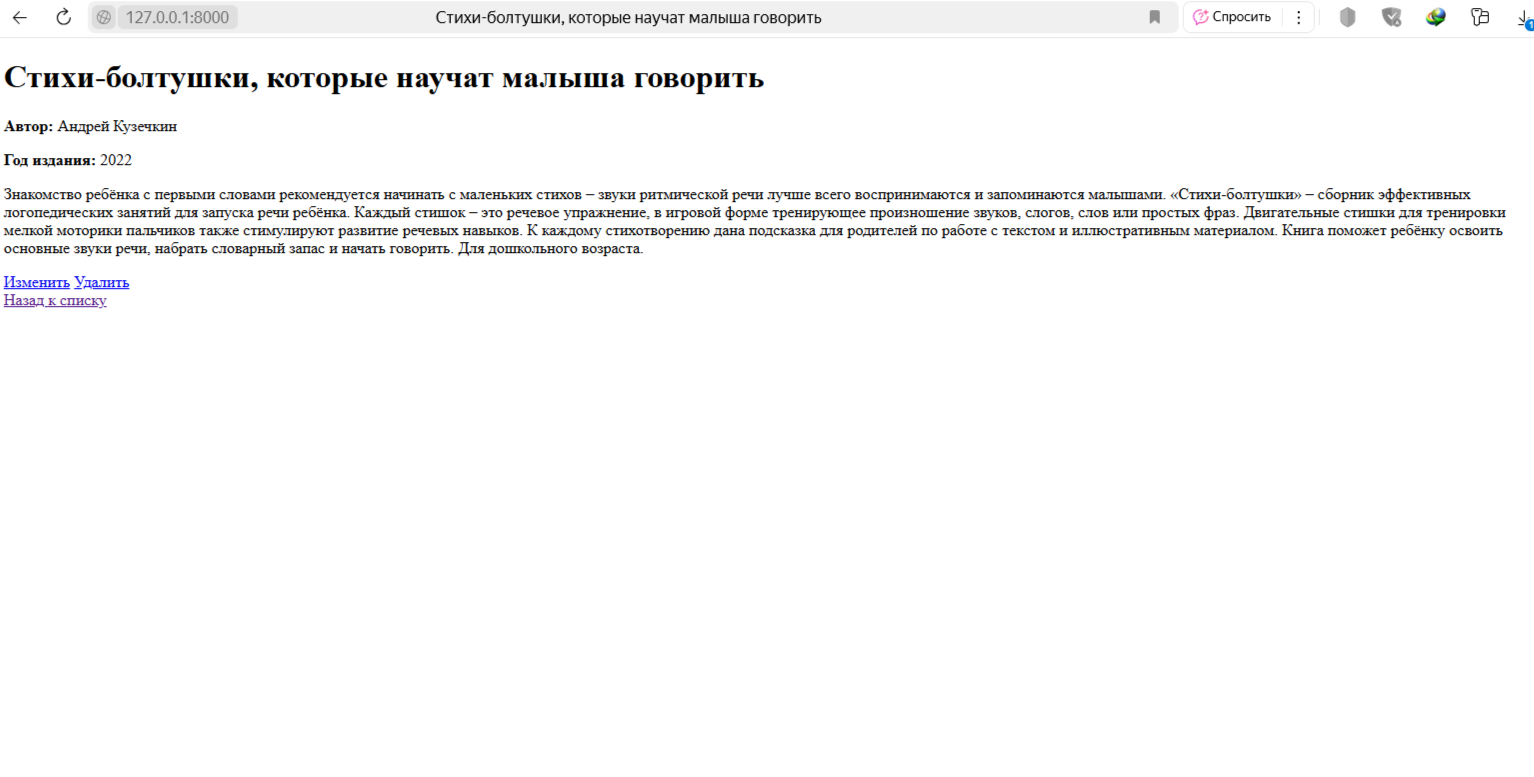 127.0.0.1:8000 Стихи-болтушки, которые научат малыша говорить Спросить
Стихи-болтушки, которые научат малыша говорить
Автор: Андрей Кузечкин
Год издания: 2022
Знакомство ребёнка с первыми словами рекомендуется начинать с маленьких стихов – звуки ритмической речи лучше всего воспринимаются и запоминаются малышами. «Стихи-болтушки» – сборник эффективных
логопедических занятий для запуска речи ребёнка. Каждый стишок – это речевое упражнение, в игровой форме тренирующее произношение звуков, слогов, слов или простых фраз. Двигательные стишки для тренировки
мелкой моторики пальчиков также стимулируют развитие речевых навыков. К каждому стихотворению дана подсказка для родителей по работе с текстом и иллюстративным материалом. Книга поможет ребёнку освоить
основные звуки речи, набрать словарный запас и начать говорить. Для дошкольного возраста.
Изменить Удалить
Назад к списку